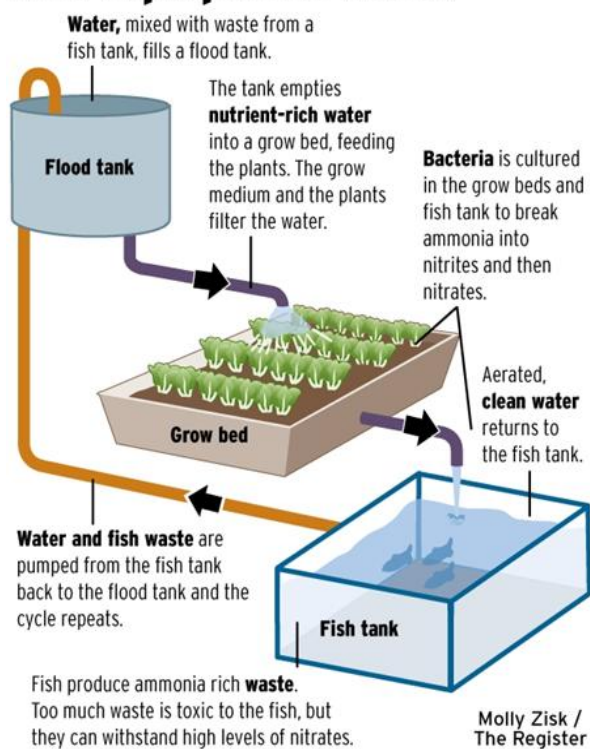 Water, mixed with waste from a
fish tank, fills a flood tank.
Flood tank
The tank empties
nutrient-rich water
into a grow bed, feeding
the plants. The grow
medium and the plants
filter the water.
Bacteria is cultured
in the grow beds and
fish tank to break
ammonia into
nitrites and then
nitrates.
Grow bed
Aerated,
clean water
returns to
the fish tank.
Water and fish waste are
pumped from the fish tank
back to the flood tank and the
cycle repeats.
Fish tank
Fish produce ammonia rich waste.
Too much waste is toxic to the fish, but
they can withstand high levels of nitrates.
Molly Zisk /
The Register